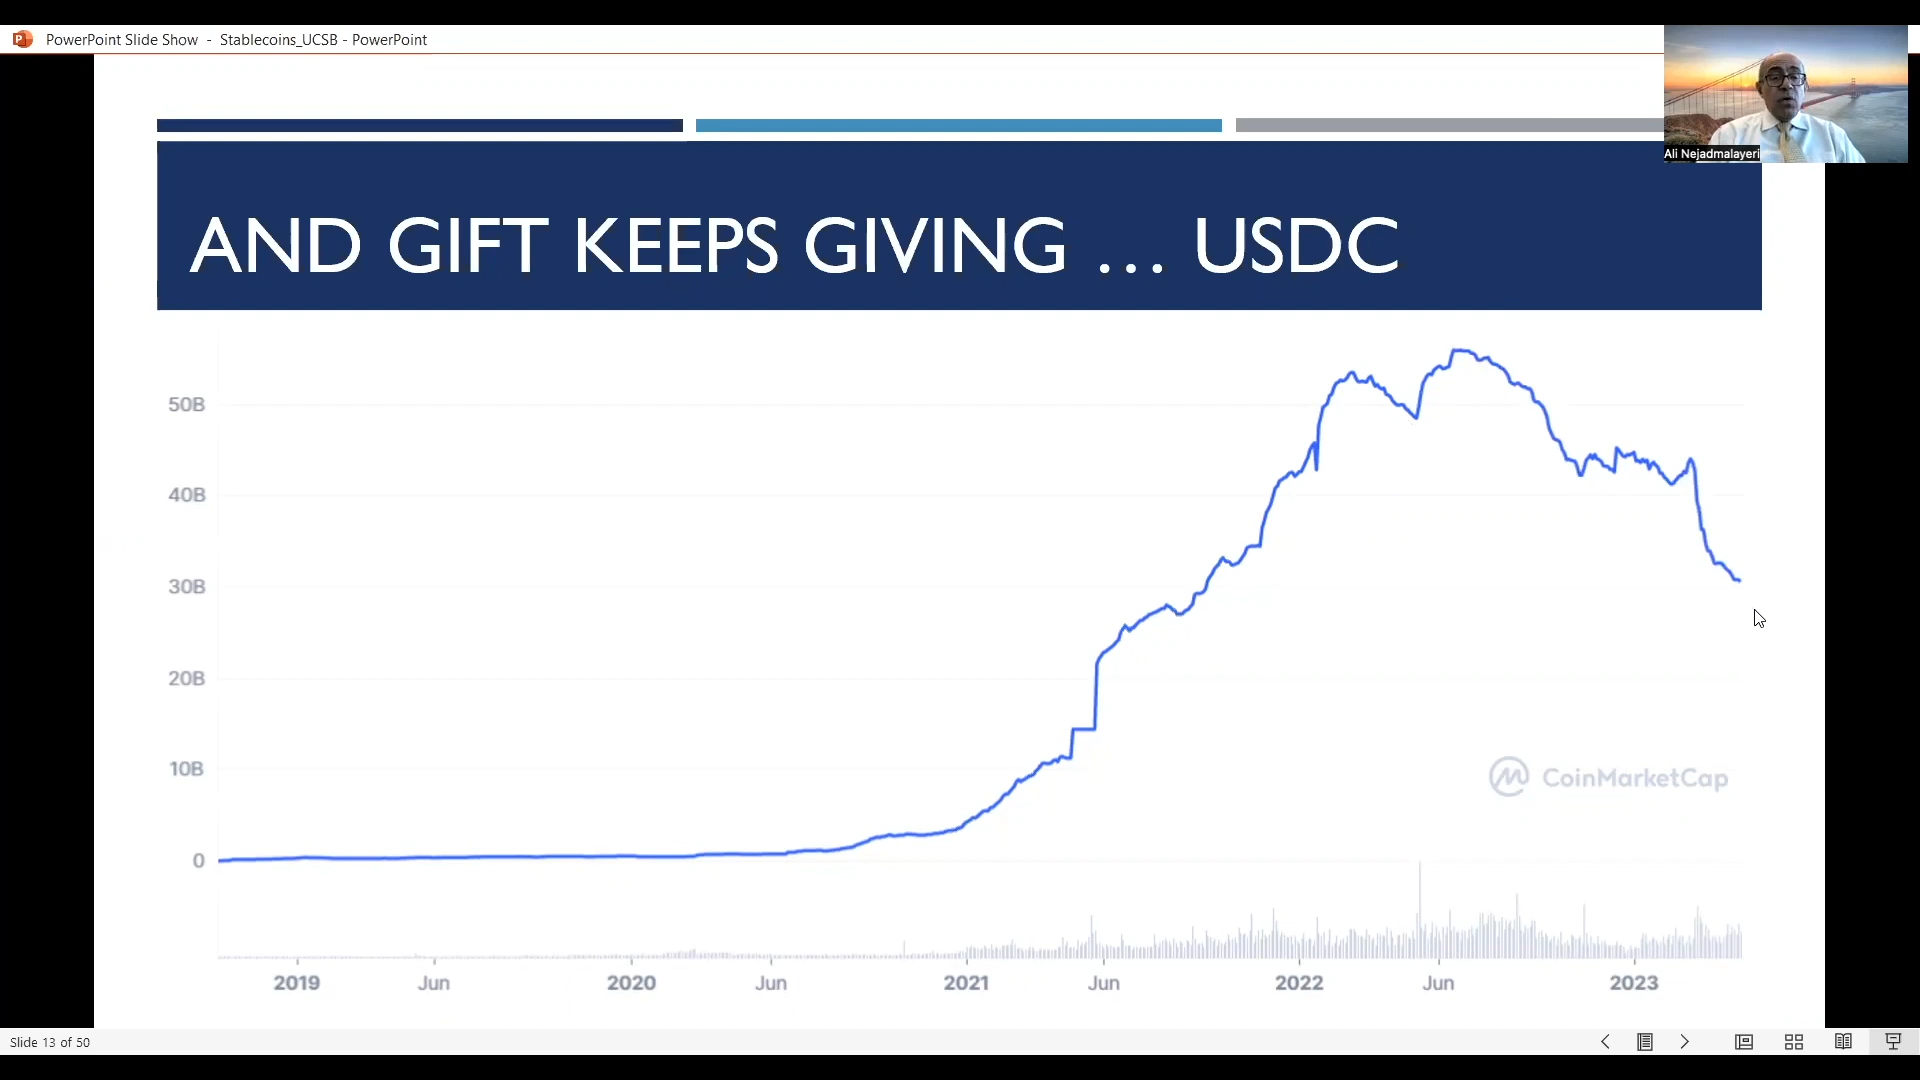 PowerPoint Slide Show - Stablecoins_UCSB - PowerPoint
Ali Nejadmalayeri
AND GIFT KEEPS GIVING … USDC
50B
40B
30B
20B
10B
0
CoinMarketCap
2019 Jun 2020 Jun 2021 Jun 2022 Jun 2023
Slide 13 of 50